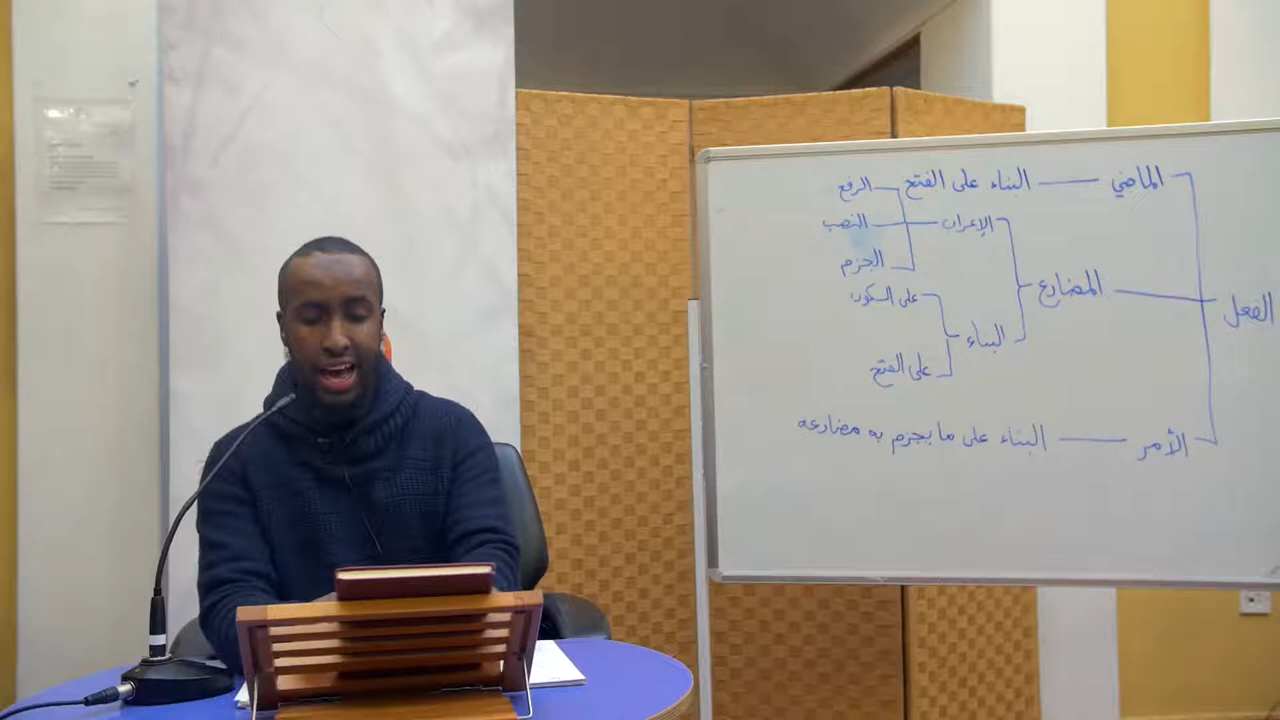 الماضي البناء على الفتح الرفع
الإعراب النصب
الجزم
الفعل المضارع
على السكون
البناء
على الفتح
الأمر البناء على ما يجزم به مضارعه